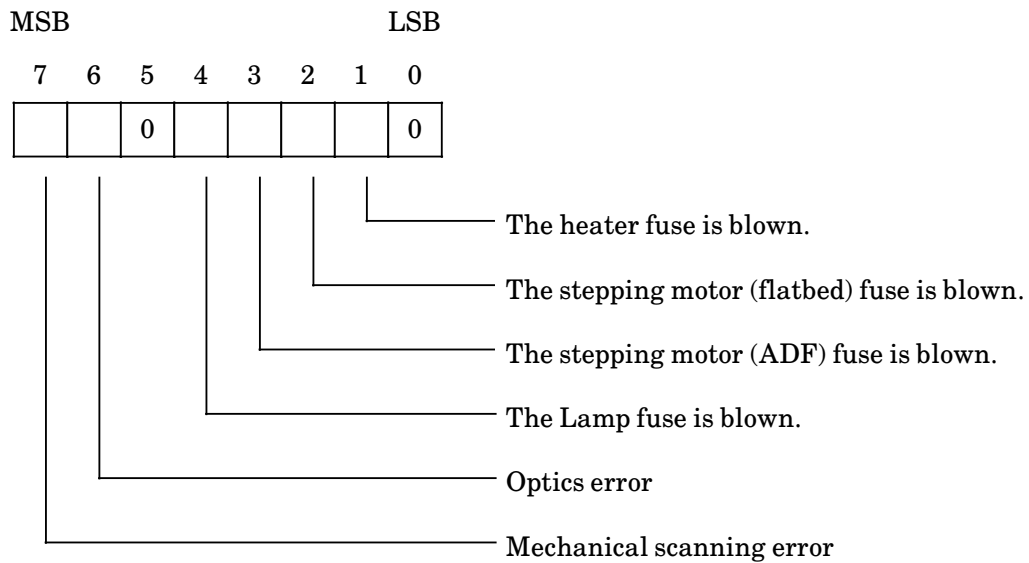 MSB LSB
7 6 5 4 3 2 1 0
0 0
The heater fuse is blown.
The stepping motor (flatbed) fuse is blown.
The stepping motor (ADF) fuse is blown.
The Lamp fuse is blown.
Optics error
Mechanical scanning error